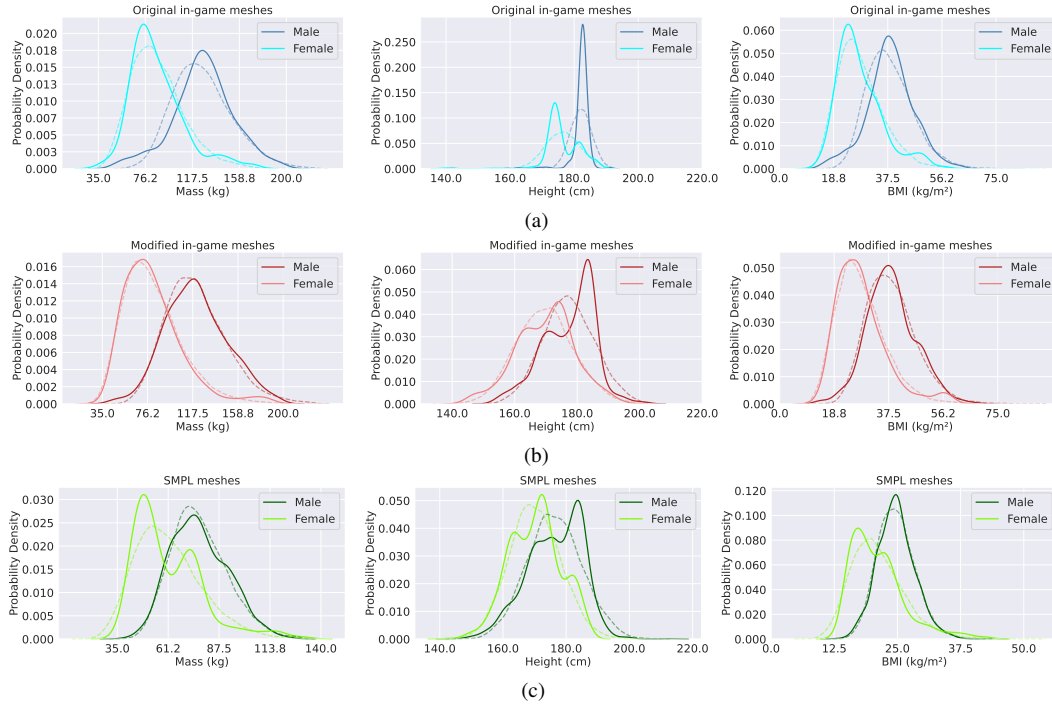 Original in-game meshes
Probability Density
0.020
0.018
0.015
0.013
0.010
0.007
0.005
0.003
0.000
Male
Female
35.0 76.2 117.5 158.8 200.0
Mass (kg)
Original in-game meshes
Probability Density
0.250
0.200
0.150
0.100
0.050
0.000
Male
Female
140.0 160.0 180.0 200.0 220.0
Height (cm)
Original in-game meshes
Probability Density
0.060
0.050
0.040
0.030
0.020
0.010
0.000
Male
Female
0.0 18.8 37.5 56.2 75.0
BMI (kg/m²)
(a)
Modified in-game meshes
Probability Density
0.016
0.014
0.012
0.010
0.008
0.006
0.004
0.002
0.000
Male
Female
35.0 76.2 117.5 158.8 200.0
Mass (kg)
Modified in-game meshes
Probability Density
0.060
0.050
0.040
0.030
0.020
0.010
0.000
Male
Female
140.0 160.0 180.0 200.0 220.0
Height (cm)
Modified in-game meshes
Probability Density
0.050
0.040
0.030
0.020
0.010
0.000
Male
Female
0.0 18.8 37.5 56.2 75.0
BMI (kg/m²)
(b)
SMPL meshes
Probability Density
0.030
0.025
0.020
0.015
0.010
0.005
0.000
Male
Female
35.0 61.2 87.5 113.8 140.0
Mass (kg)
SMPL meshes
Probability Density
0.050
0.040
0.030
0.020
0.010
0.000
Male
Female
140.0 160.0 180.0 200.0 220.0
Height (cm)
SMPL meshes
Probability Density
0.120
0.100
0.080
0.060
0.040
0.020
0.000
Male
Female
0.0 12.5 25.0 37.5 50.0
BMI (kg/m²)
(c)